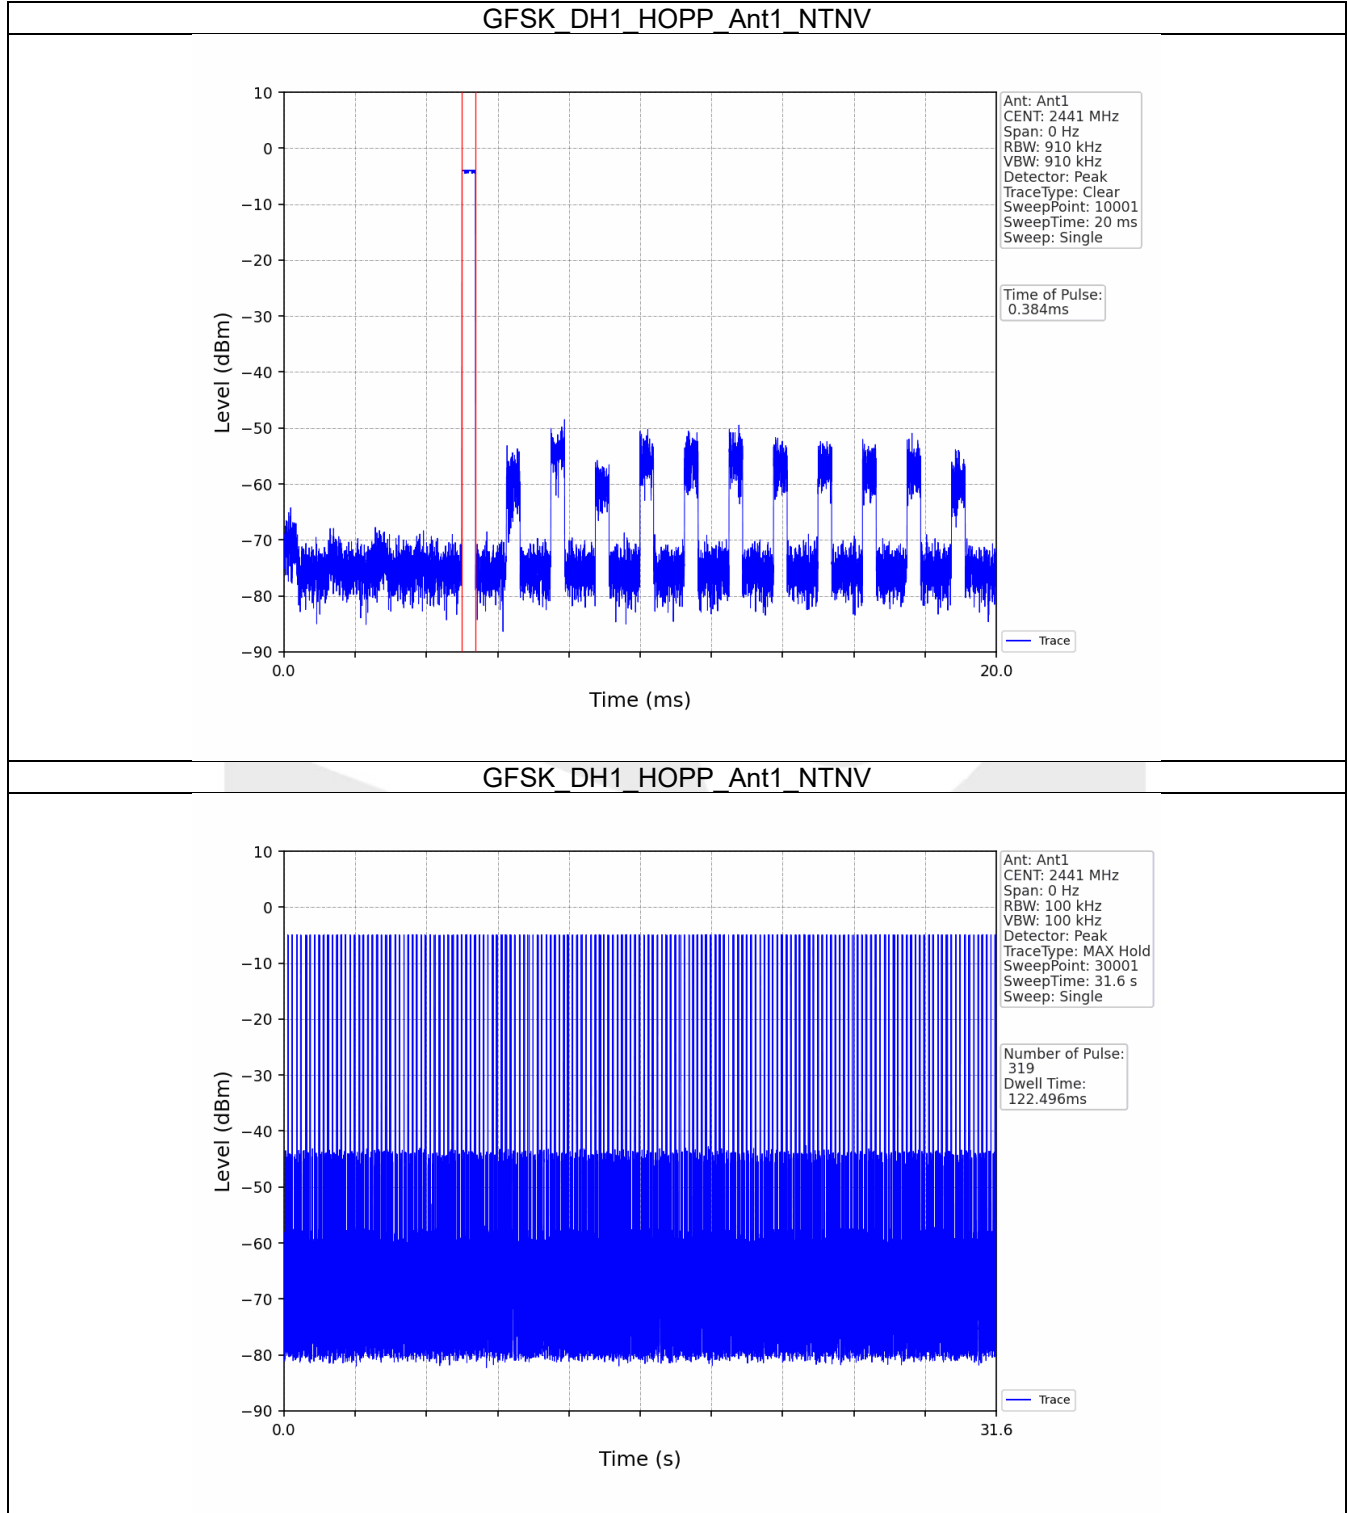 GFSK_DH1_HOPP_Ant1_NTNV
10
0
−10
−20
−30
−40
−50
−60
−70
−80
−90
Level (dBm)
0.0
20.0
Time (ms)
Ant: Ant1
CENT: 2441 MHz
Span: 0 Hz
RBW: 910 kHz
VBW: 910 kHz
Detector: Peak
TraceType: Clear
SweepPoint: 10001
SweepTime: 20 ms
Sweep: Single
Time of Pulse:
0.384ms
Trace
GFSK_DH1_HOPP_Ant1_NTNV
10
0
−10
−20
−30
−40
−50
−60
−70
−80
−90
Level (dBm)
0.0
31.6
Time (s)
Ant: Ant1
CENT: 2441 MHz
Span: 0 Hz
RBW: 100 kHz
VBW: 100 kHz
Detector: Peak
TraceType: MAX Hold
SweepPoint: 30001
SweepTime: 31.6 s
Sweep: Single
Number of Pulse:
319
Dwell Time:
122.496ms
Trace